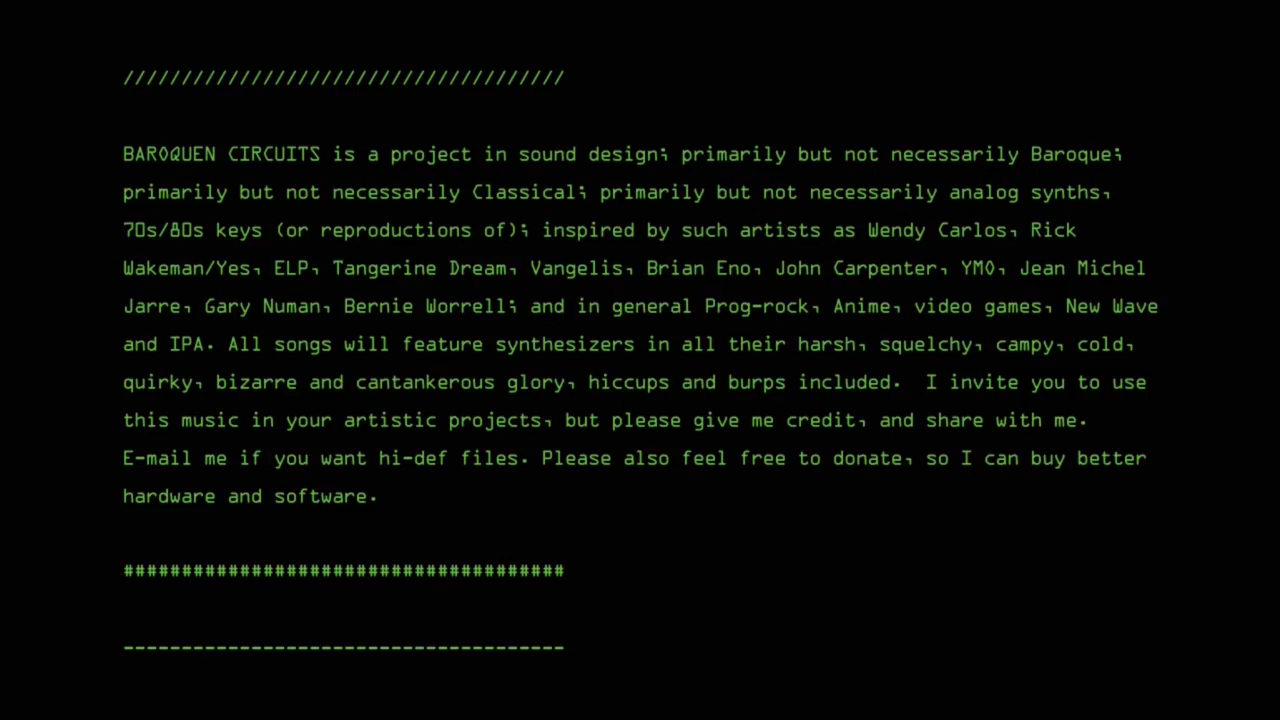 //////////////////////////////////////
BAROQUEN CIRCUITS is a project in sound design; primarily but not necessarily Baroque;
primarily but not necessarily Classical; primarily but not necessarily analog synths,
70s/80s keys (or reproductions of); inspired by such artists as Wendy Carlos, Rick
Wakeman/Yes, ELP, Tangerine Dream, Vangelis, Brian Eno, John Carpenter, YMO, Jean Michel
Jarre, Gary Numan, Bernie Worrell; and in general Prog-rock, Anime, video games, New Wave
and IPA. All songs will feature synthesizers in all their harsh, squelchy, campy, cold,
quirky, bizarre and cantankerous glory, hiccups and burps included.  I invite you to use
this music in your artistic projects, but please give me credit, and share with me.
E-mail me if you want hi-def files. Please also feel free to donate, so I can buy better
hardware and software.
######################################
--------------------------------------